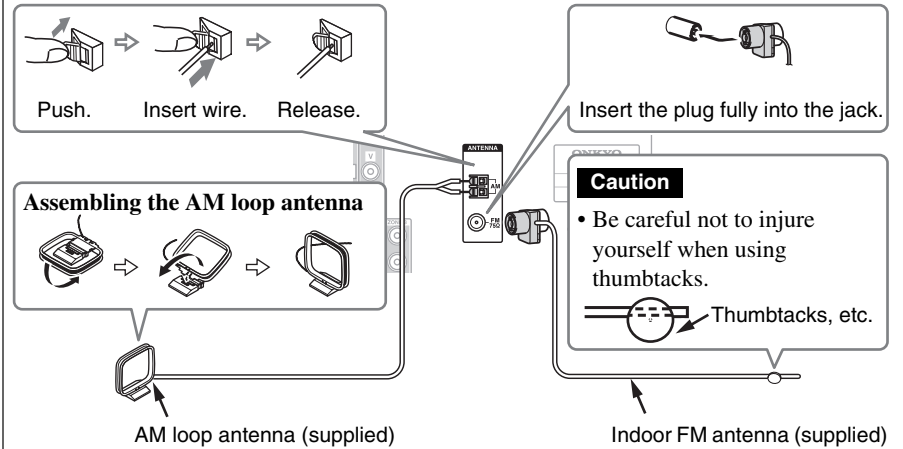 Push.
Insert wire.
Release.
Insert the plug fully into the jack.
ANTENNA
V
AM
FM
75Ω
ONKYO
Caution
• Be careful not to injure
yourself when using
thumbtacks.
Thumbtacks, etc.
Assembling the AM loop antenna
AM loop antenna (supplied)
Indoor FM antenna (supplied)